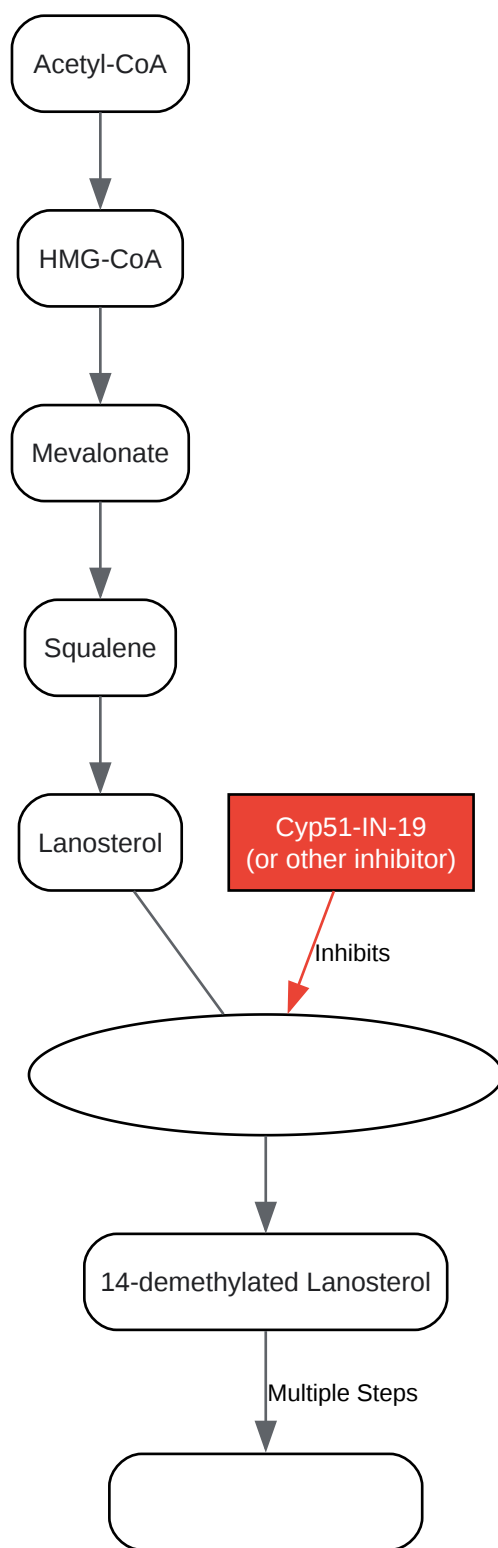 Acetyl-CoA
HMG-CoA
Mevalonate
Squalene
Lanosterol
Cyp51-IN-19
(or other inhibitor)
Inhibits
14-demethylated Lanosterol
Multiple Steps